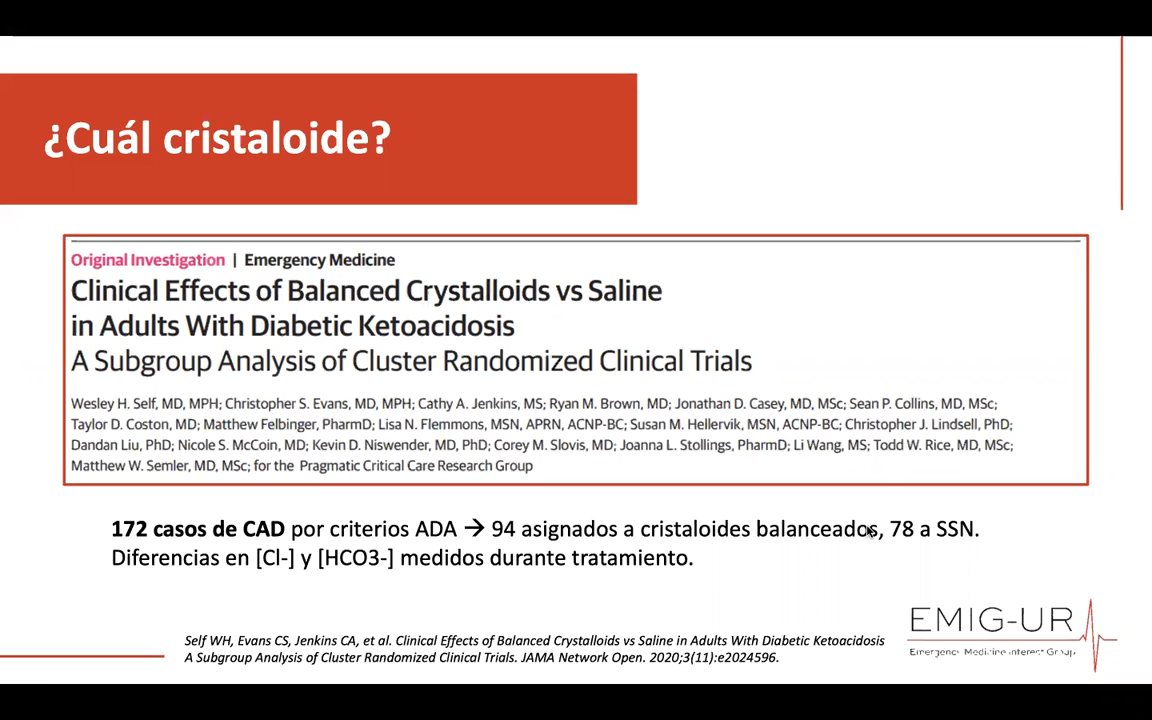 ¿Cuál cristaloide?
Original Investigation | Emergency Medicine
Clinical Effects of Balanced Crystalloids vs Saline
in Adults With Diabetic Ketoacidosis
A Subgroup Analysis of Cluster Randomized Clinical Trials
Wesley H. Self, MD, MPH; Christopher S. Evans, MD, MPH; Cathy A. Jenkins, MS; Ryan M. Brown, MD; Jonathan D. Casey, MD, MSc; Sean P. Collins, MD, MSc;
Taylor D. Coston, MD; Matthew Felbinger, PharmD; Lisa N. Flemmons, MSN, APRN, ACNP-BC; Susan M. Hellervik, MSN, ACNP-BC; Christopher J. Lindsell, PhD;
Dandan Liu, PhD; Nicole S. McCoin, MD; Kevin D. Niswender, MD, PhD; Corey M. Slovis, MD; Joanna L. Stollings, PharmD; Li Wang, MS; Todd W. Rice, MD, MSc;
Matthew W. Semler, MD, MSc; for the Pragmatic Critical Care Research Group
172 casos de CAD por criterios ADA → 94 asignados a cristaloides balanceados, 78 a SSN.
Diferencias en [Cl-] y [HCO3-] medidos durante tratamiento.
Self WH, Evans CS, Jenkins CA, et al. Clinical Effects of Balanced Crystalloids vs Saline in Adults With Diabetic Ketoacidosis
A Subgroup Analysis of Cluster Randomized Clinical Trials. JAMA Network Open. 2020;3(11):e2024596.
EMIG-UR
Emergency Medicine Interest Group